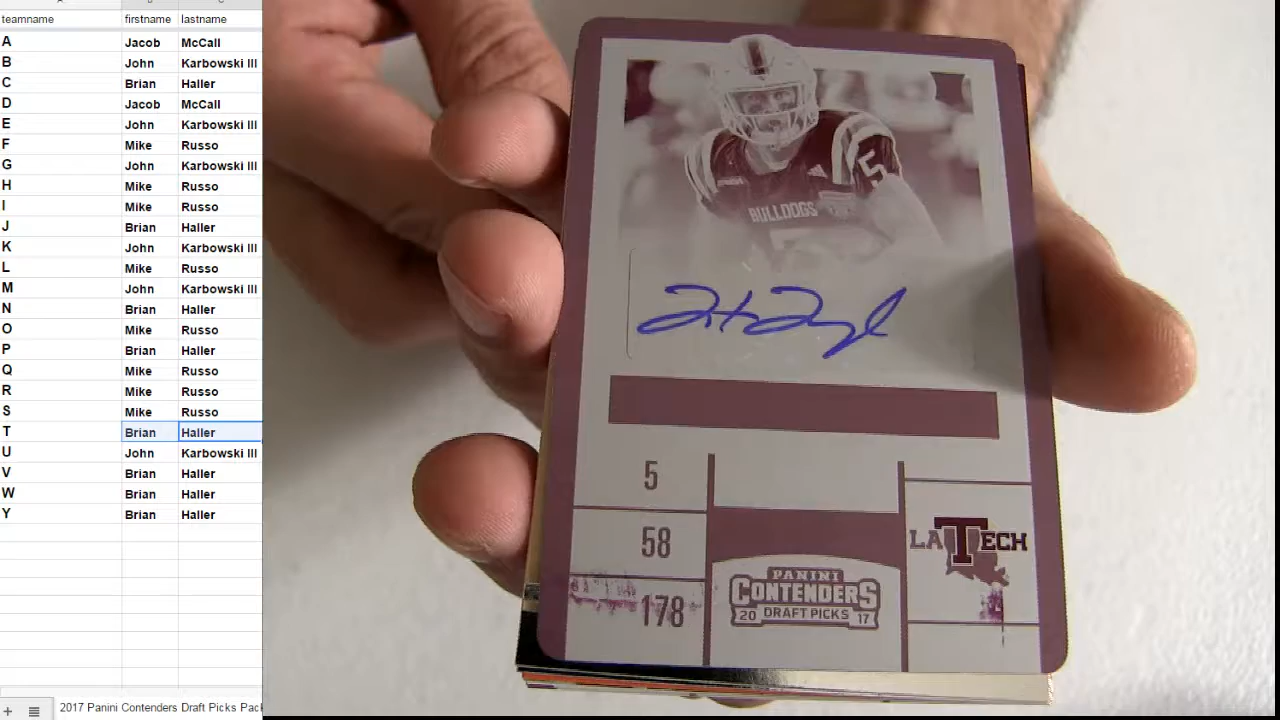 teamname firstname lastname
A Jacob McCall
B John Karbowski III
C Brian Haller
D Jacob McCall
E John Karbowski III
F Mike Russo
G John Karbowski III
H Mike Russo
I Mike Russo
J Brian Haller
K John Karbowski III
L Mike Russo
M John Karbowski III
N Brian Haller
O Mike Russo
P Brian Haller
Q Mike Russo
R Mike Russo
S Mike Russo
T Brian Haller
U John Karbowski III
V Brian Haller
W Brian Haller
Y Brian Haller
2017 Panini Contenders Draft Picks Pack
5
BULLDOGS
5
58
178
LA TECH
PANINI
CONTENDERS
20 DRAFT PICKS 17